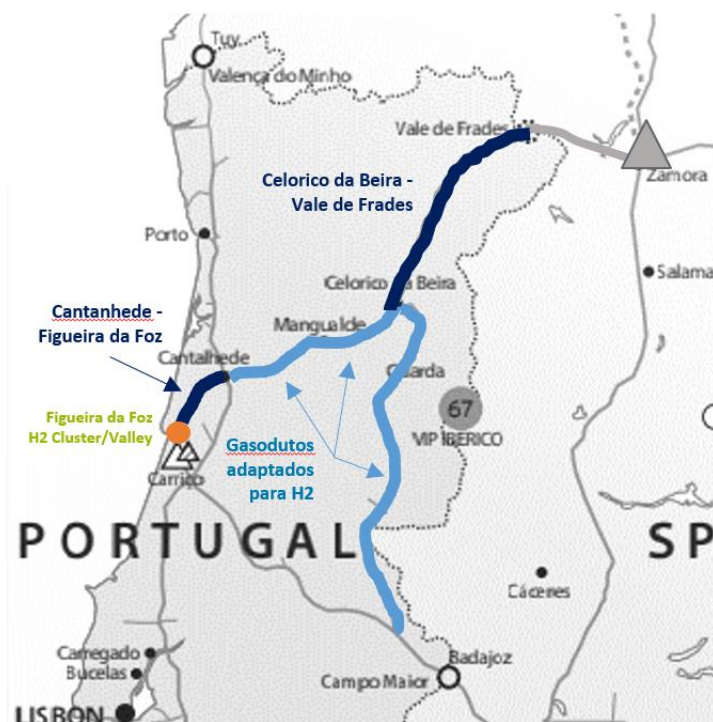 Tuy
Valença do Minho
Vale de Frades
Zamora
Celorico da Beira -
Vale de Frades
Porto
Salama
Celorico da Beira
Cantanhede -
Figueira da Foz
Mangualde
Cantalhede
Guarda
67
VIP IBERICO
Figueira da Foz
H2 Cluster/Valley
Gasodutos
adaptados
para H2
Carriço
PORTUGAL
SP
Cáceres
Carregado
Bucelas
Badajoz
Campo Maior
LISBON